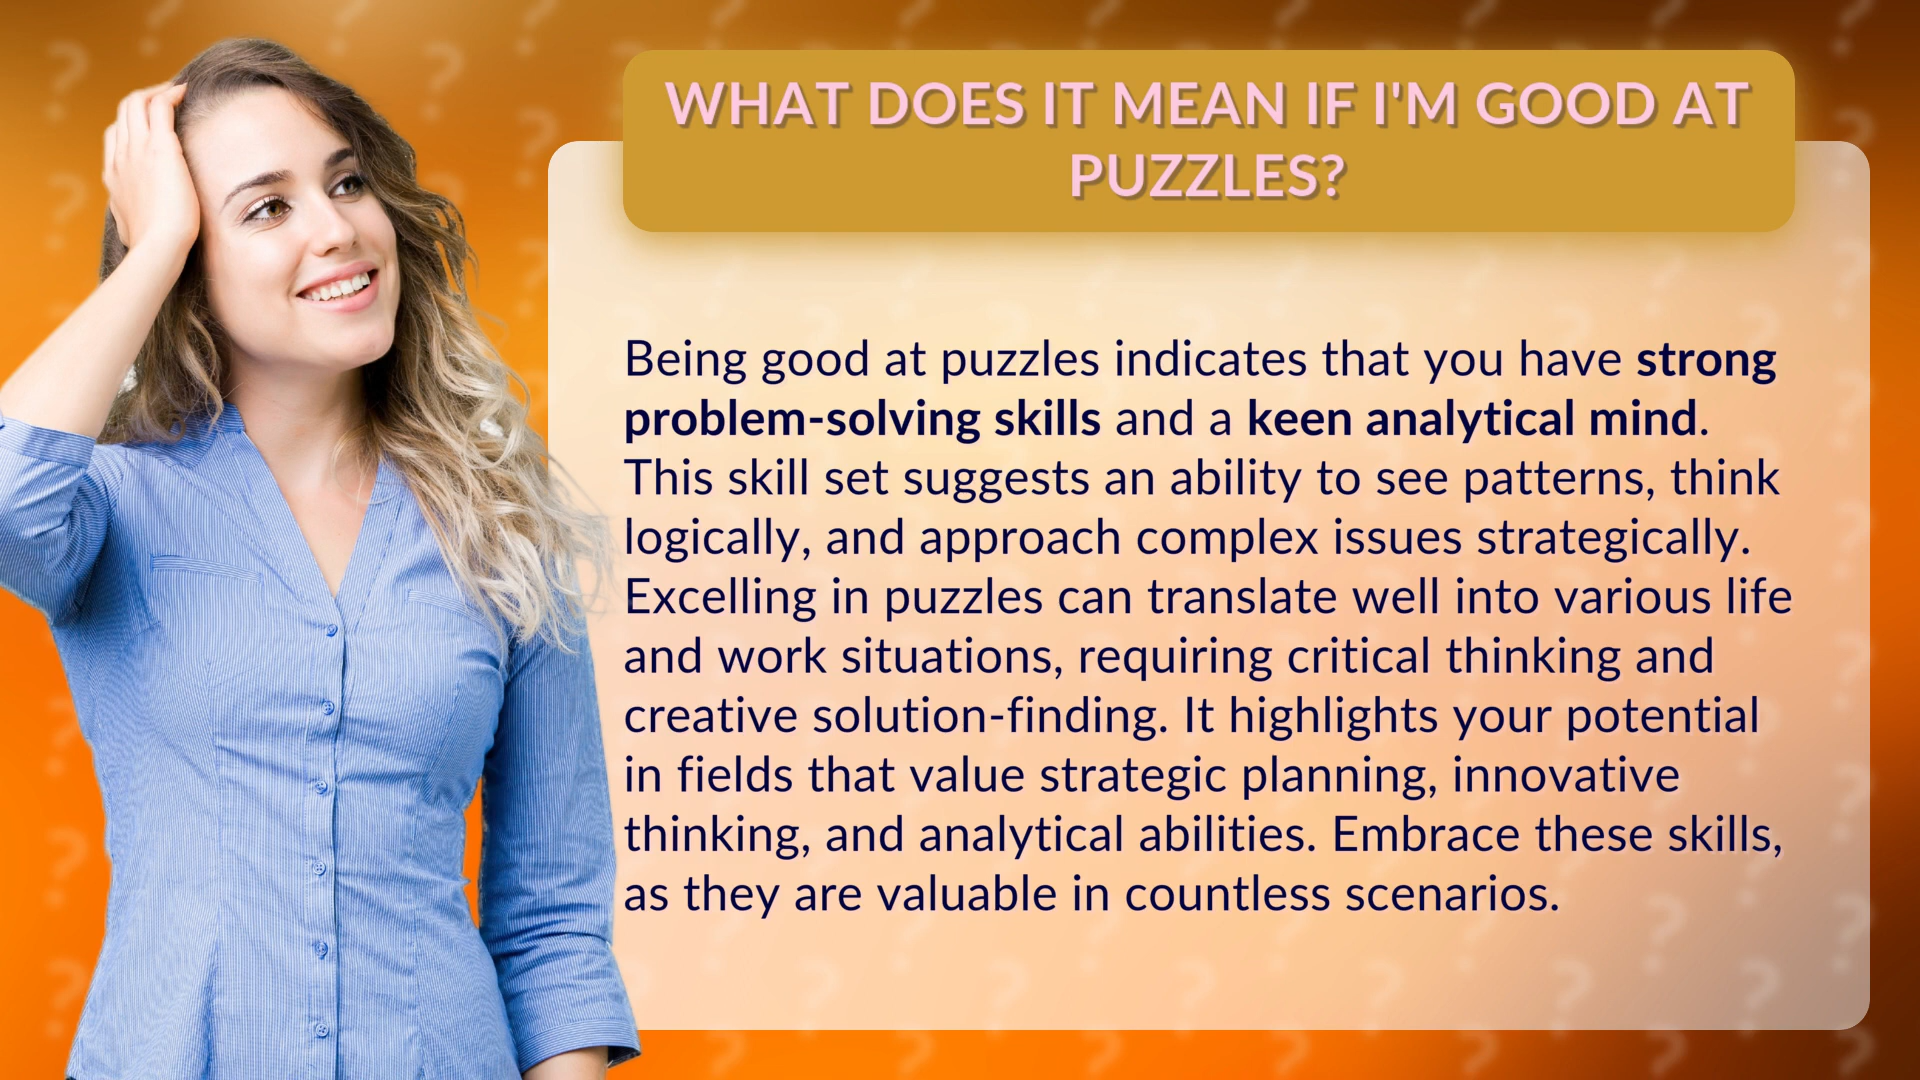 WHAT DOES IT MEAN IF I'M GOOD AT
PUZZLES?
Being good at puzzles indicates that you have strong
problem-solving skills and a keen analytical mind.
This skill set suggests an ability to see patterns, think
logically, and approach complex issues strategically.
Excelling in puzzles can translate well into various life
and work situations, requiring critical thinking and
creative solution-finding. It highlights your potential
in fields that value strategic planning, innovative
thinking, and analytical abilities. Embrace these skills,
as they are valuable in countless scenarios.